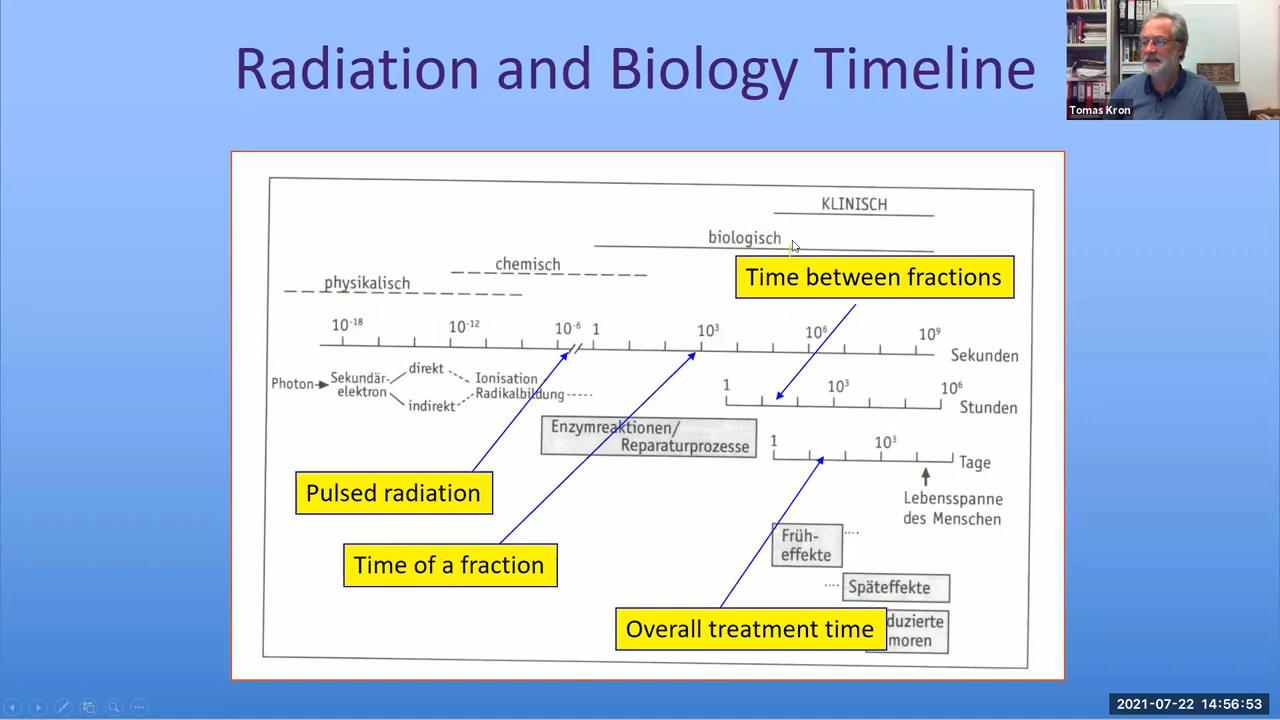 Radiation and Biology Timeline
Tomas Kron
KLINISCH
biologisch
chemisch
physikalisch
Time between fractions
10-18 10-12 10-6 1 10³ 10⁶ 10⁹
Sekunden
Photon
Sekundär-
elektron
direkt
indirekt
Ionisation
Radikalbildung
1 10³ 10⁶
Stunden
Enzymreaktionen/
Reparaturprozesse
1 10³
Tage
Lebensspanne
des Menschen
Pulsed radiation
Time of a fraction
Früh-
effekte
Späteffekte
Overall treatment time
duzierte
moren
2021-07-22 14:56:53